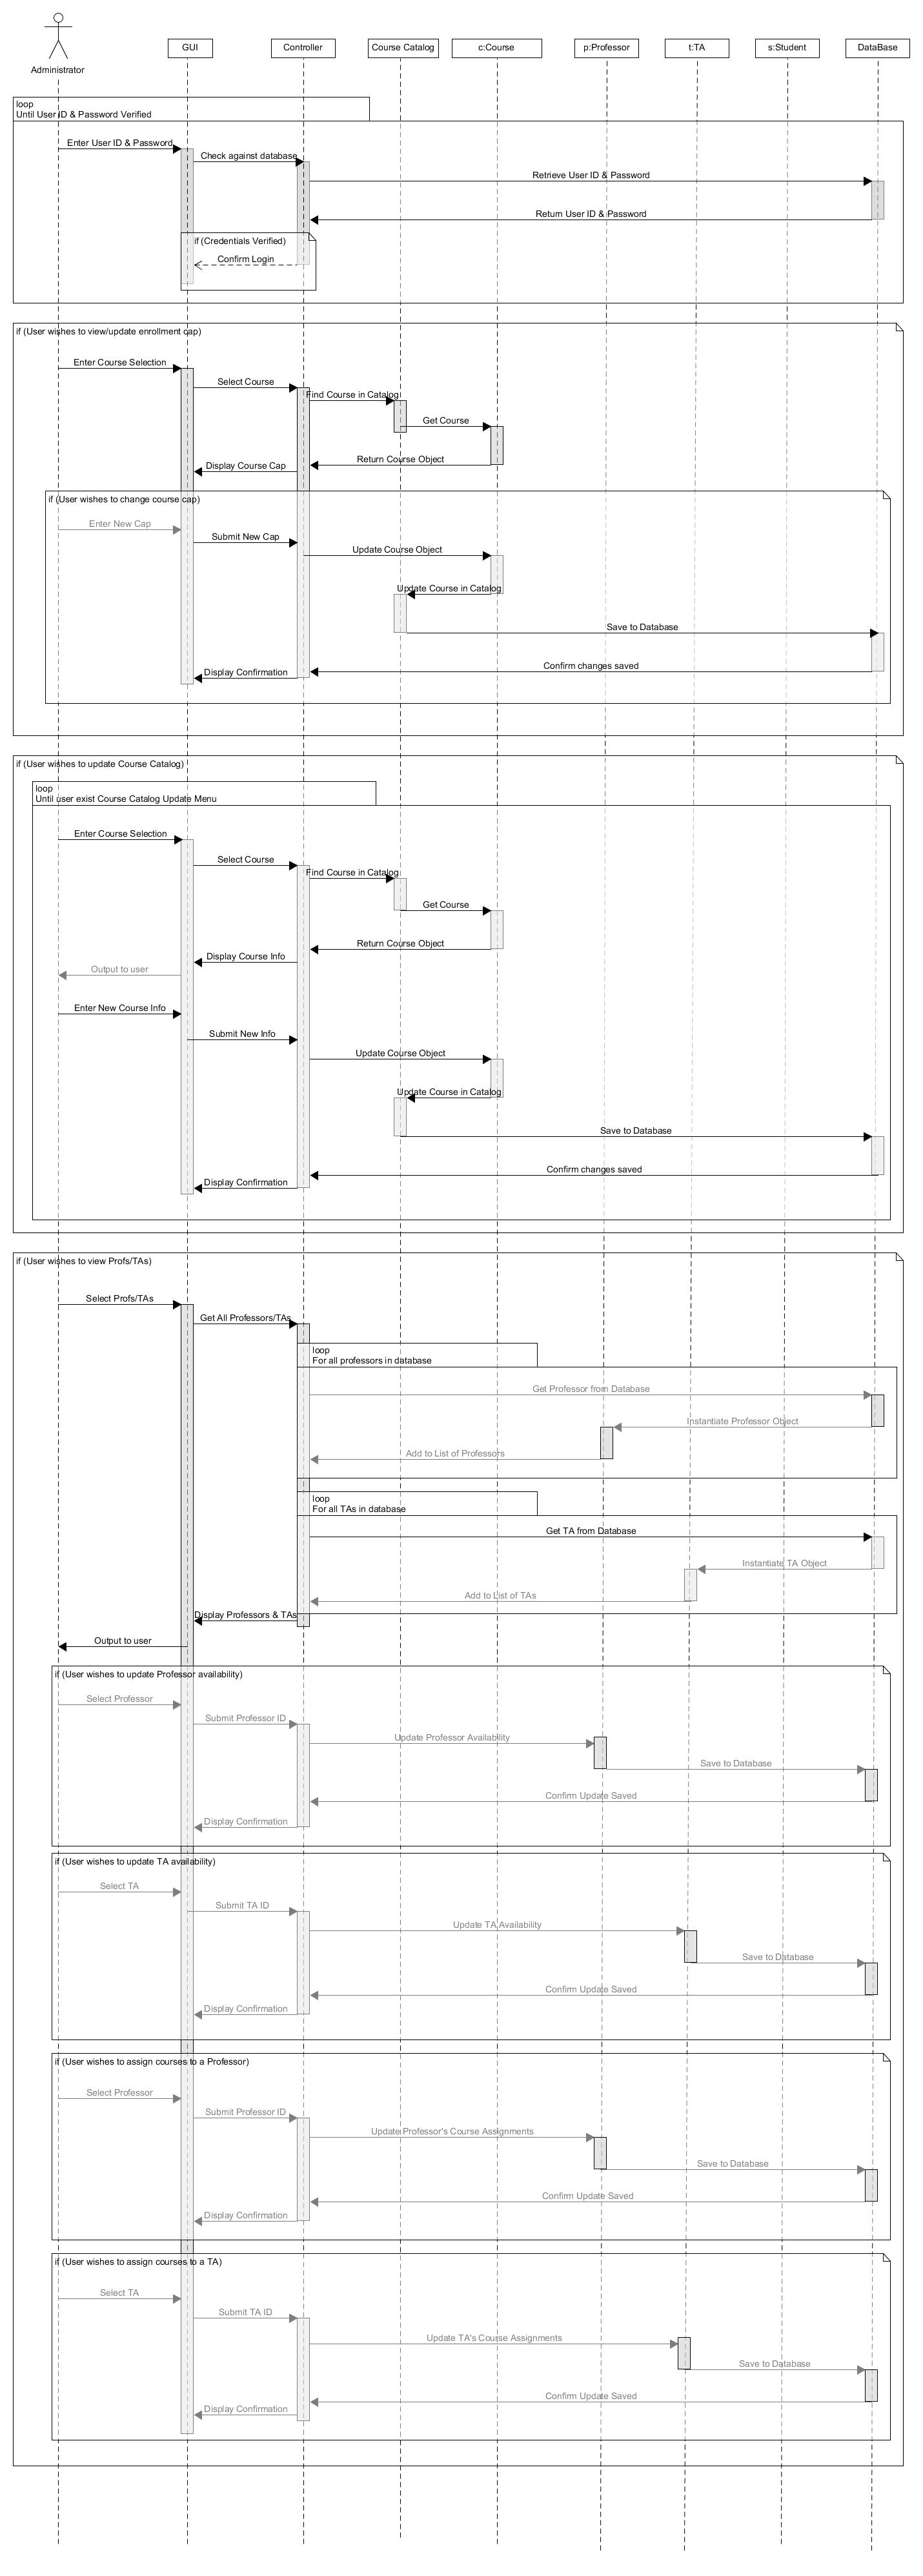 Administrator
GUI
Controller
Course Catalog
c:Course
p:Professor
t:TA
s:Student
DataBase
loop
Until User ID & Password Verified
Enter User ID & Password
Check against database
Retrieve User ID & Password
Return User ID & Password
if (Credentials Verified)
Confirm Login
if (User wishes to view/update enrollment cap)
Enter Course Selection
Select Course
Find Course in Catalog
Get Course
Return Course Object
Display Course Cap
if (User wishes to change course cap)
Enter New Cap
Submit New Cap
Update Course Object
Update Course in Catalog
Save to Database
Confirm changes saved
Display Confirmation
if (User wishes to update Course Catalog)
loop
Until user exist Course Catalog Update Menu
Enter Course Selection
Select Course
Find Course in Catalog
Get Course
Return Course Object
Display Course Info
Output to user
Enter New Course Info
Submit New Info
Update Course Object
Update Course in Catalog
Save to Database
Confirm changes saved
Display Confirmation
if (User wishes to view Profs/TAs)
Select Profs/TAs
Get All Professors/TAs
loop
For all professors in database
Get Professor from Database
Instantiate Professor Object
Add to List of Professors
loop
For all TAs in database
Get TA from Database
Instantiate TA Object
Add to List of TAs
Display Professors & TAs
Output to user
if (User wishes to update Professor availability)
Select Professor
Submit Professor ID
Update Professor Availability
Save to Database
Confirm Update Saved
Display Confirmation
if (User wishes to update TA availability)
Select TA
Submit TA ID
Update TA Availability
Save to Database
Confirm Update Saved
Display Confirmation
if (User wishes to assign courses to a Professor)
Select Professor
Submit Professor ID
Update Professor's Course Assignments
Save to Database
Confirm Update Saved
Display Confirmation
if (User wishes to assign courses to a TA)
Select TA
Submit TA ID
Update TA's Course Assignments
Save to Database
Confirm Update Saved
Display Confirmation